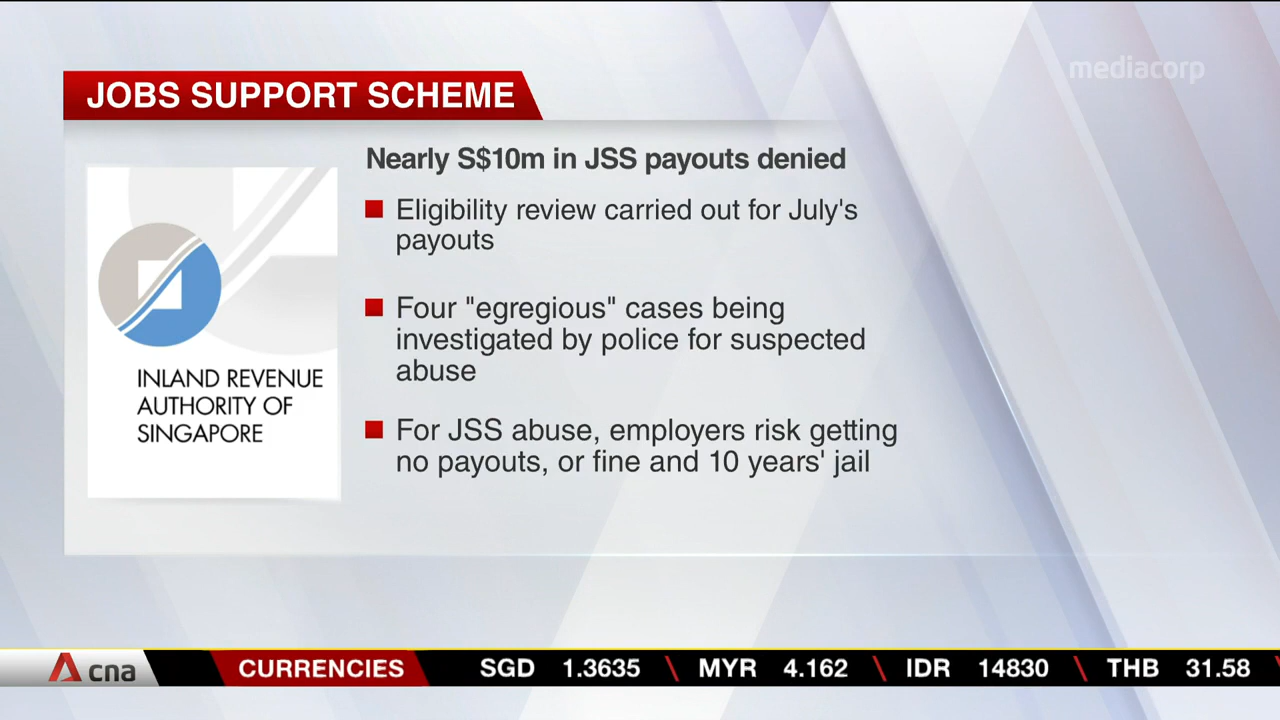 mediacorp
JOBS SUPPORT SCHEME
Nearly S$10m in JSS payouts denied
Eligibility review carried out for July's
payouts
Four "egregious" cases being
investigated by police for suspected
abuse
For JSS abuse, employers risk getting
no payouts, or fine and 10 years' jail
INLAND REVENUE
AUTHORITY OF
SINGAPORE
cna CURRENCIES SGD 1.3635 MYR 4.162 IDR 14830 THB 31.58